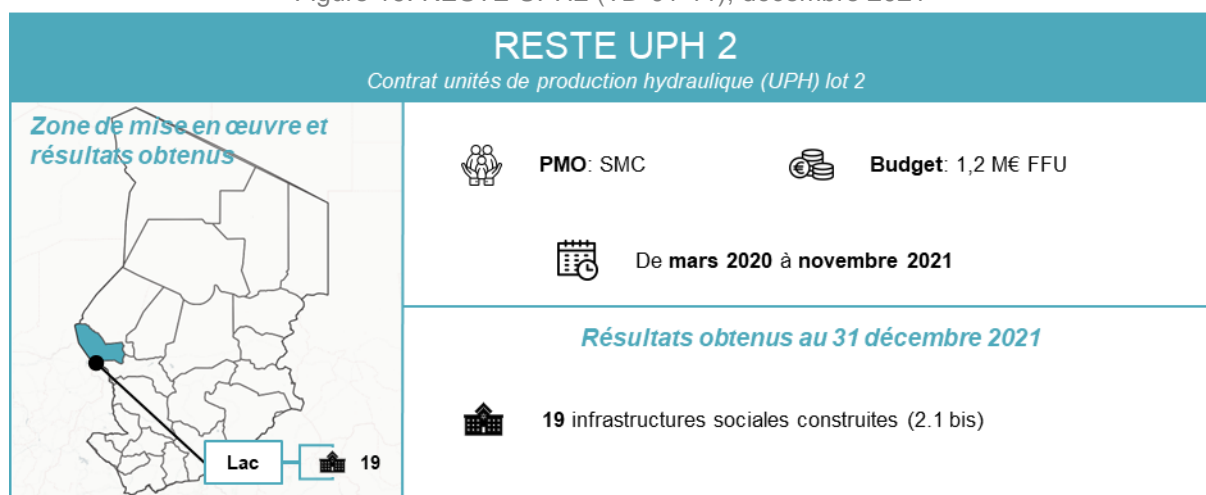 RESTE UPH 2
Contrat unités de production hydraulique (UPH) lot 2
Zone de mise en œuvre et
résultats obtenus
PMO: SMC
Budget: 1,2 M€ FFU
De mars 2020 à novembre 2021
Résultats obtenus au 31 décembre 2021
19 infrastructures sociales construites (2.1 bis)
Lac
19